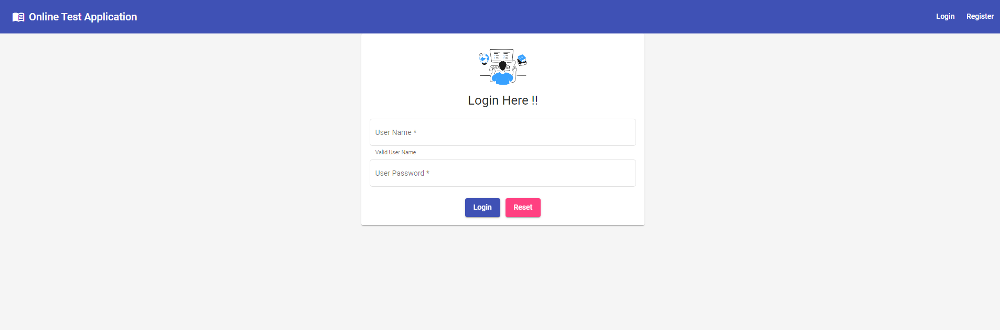 Online Test Application
Login
Register
Login Here !!
User Name *
Valid User Name
User Password *
Login
Reset